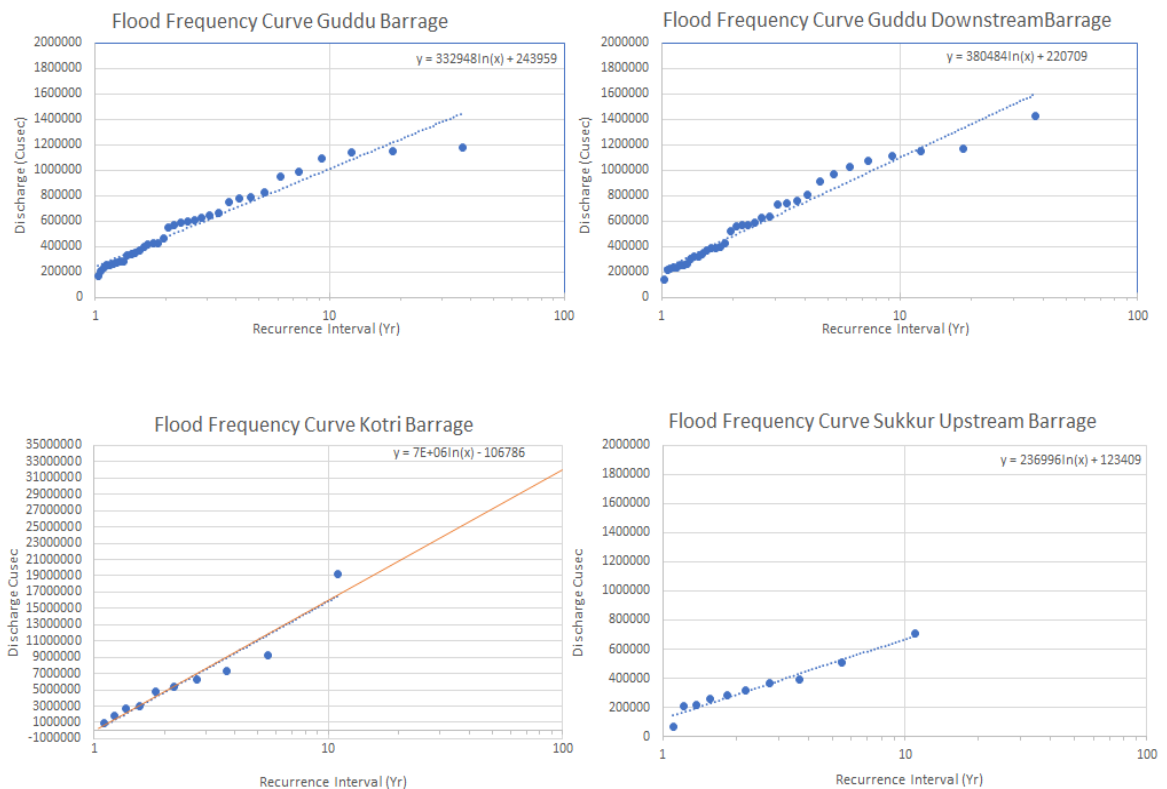 Flood Frequency Curve Guddu Barrage
2000000
1800000
1600000
1400000
1200000
1000000
800000
600000
400000
200000
0
y = 332948ln(x) + 243959
Discharge (Cusec)
1 10 100
Recurrence Interval (Yr)
Flood Frequency Curve Guddu DownstreamBarrage
2000000
1800000
1600000
1400000
1200000
1000000
800000
600000
400000
200000
0
y = 380484ln(x) + 220709
Discharge (Cusec)
1 10 100
Recurrence Interval (Yr)
Flood Frequency Curve Kotri Barrage
35000000
33000000
31000000
29000000
27000000
25000000
23000000
21000000
19000000
17000000
15000000
13000000
11000000
9000000
7000000
5000000
3000000
1000000
-1000000
y = 7E+06ln(x) - 106786
Discharge Cusec
1 10 100
Recurrence Interval (Yr)
Flood Frequency Curve Sukkur Upstream Barrage
2000000
1800000
1600000
1400000
1200000
1000000
800000
600000
400000
200000
0
y = 236996ln(x) + 123409
Discharge Cusec
1 10 100
Recurrence Interval (Yr)